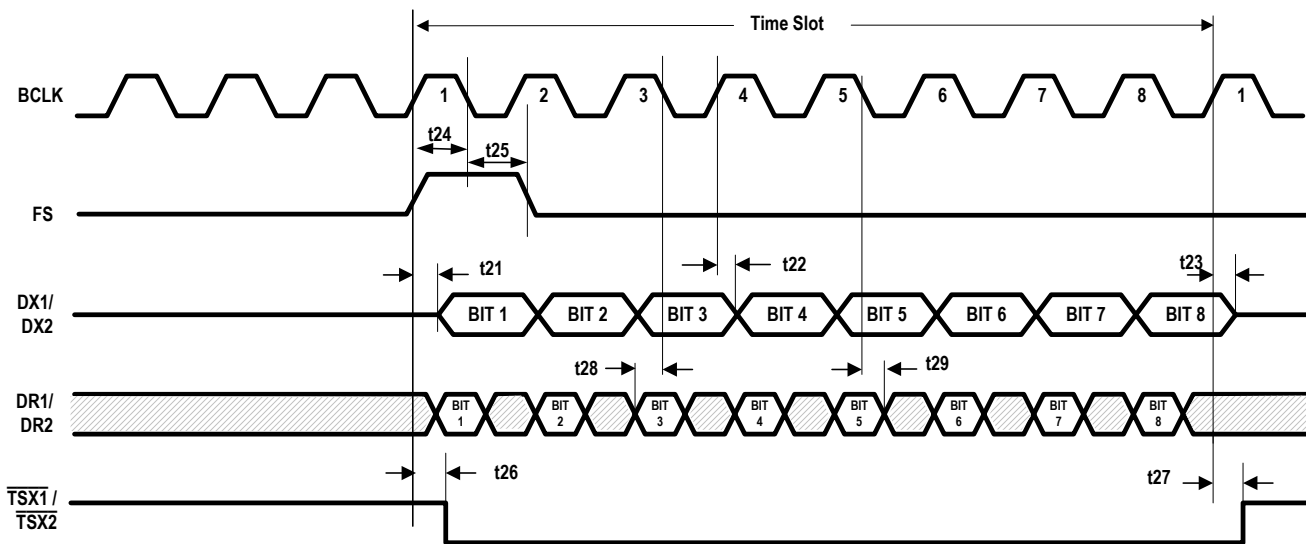 Time Slot
BCLK
1 2 3 4 5 6 7 8 1
t24
t25
FS
t21 t22 t23
DX1/
DX2
BIT 1 BIT 2 BIT 3 BIT 4 BIT 5 BIT 6 BIT 7 BIT 8
t28 t29
DR1/
DR2
BIT 1 BIT 2 BIT 3 BIT 4 BIT 5 BIT 6 BIT 7 BIT 8
t26 t27
TSX1 /
TSX2